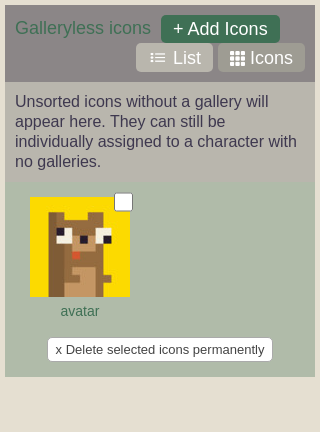 Galleryless icons
+ Add Icons
List
Icons
Unsorted icons without a gallery will
appear here. They can still be
individually assigned to a character with
no galleries.
avatar
x Delete selected icons permanently